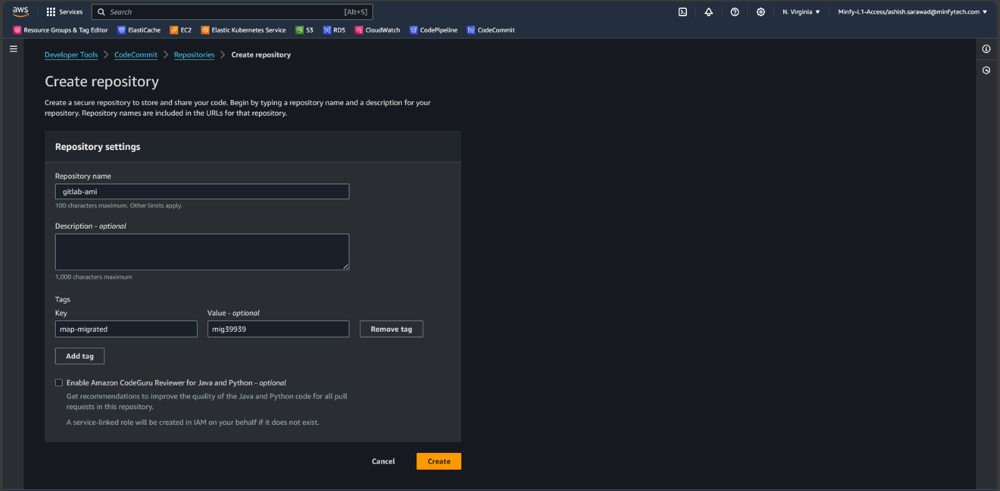 aws Services Search [Alt+S] N. Virginia ▼ Minfy-L1-Access/ashish.sarawad@minfytech.com ▼
Resource Groups & Tag Editor ElastiCache EC2 Elastic Kubernetes Service S3 RDS CloudWatch CodePipeline CodeCommit
Developer Tools > CodeCommit > Repositories > Create repository
Create repository
Create a secure repository to store and share your code. Begin by typing a repository name and a description for your
repository. Repository names are included in the URLs for that repository.
Repository settings
Repository name
gitlab-ami
100 characters maximum. Other limits apply.
Description - optional
1,000 characters maximum
Tags
Key Value - optional
map-migrated mig39939 Remove tag
Add tag
Enable Amazon CodeGuru Reviewer for Java and Python - optional
Get recommendations to improve the quality of the Java and Python code for all pull
requests in this repository.
A service-linked role will be created in IAM on your behalf if it does not exist.
Cancel Create